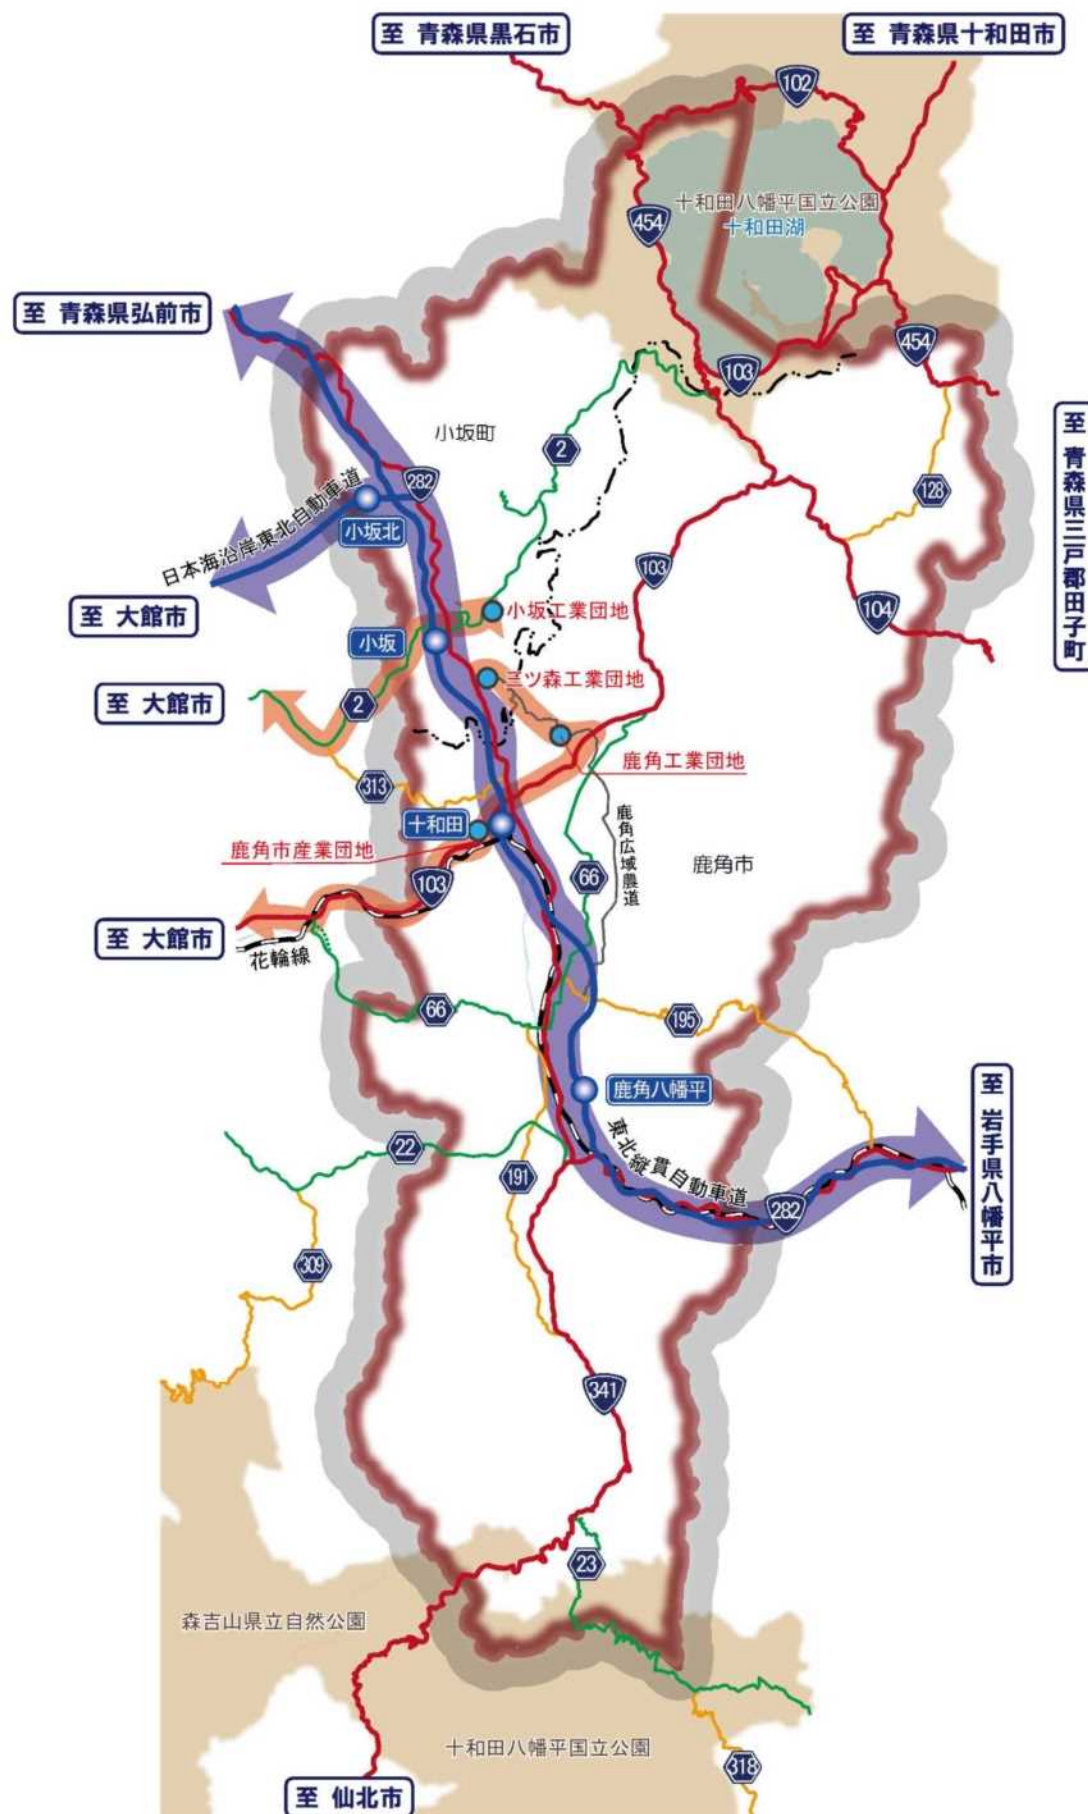 至 青森県黒石市
至 青森県十和田市
102
十和田八幡平国立公園
十和田湖
454
至 青森県弘前市
454
103
小坂町
2
282
128
至 青森県三戸郡田子町
小坂北
日本海沿岸東北自動車道
103
至 大館市
小坂工業団地
104
小坂
三ツ森工業団地
至 大館市
2
鹿角工業団地
313
十和田
鹿角市産業団地
鹿角広域農道
鹿角市
103
66
至 大館市
花輪線
66
195
鹿角八幡平
至 岩手県八幡平市
東北縦貫自動車道
22
191
282
309
341
23
森吉山県立自然公園
十和田八幡平国立公園
318
至 仙北市